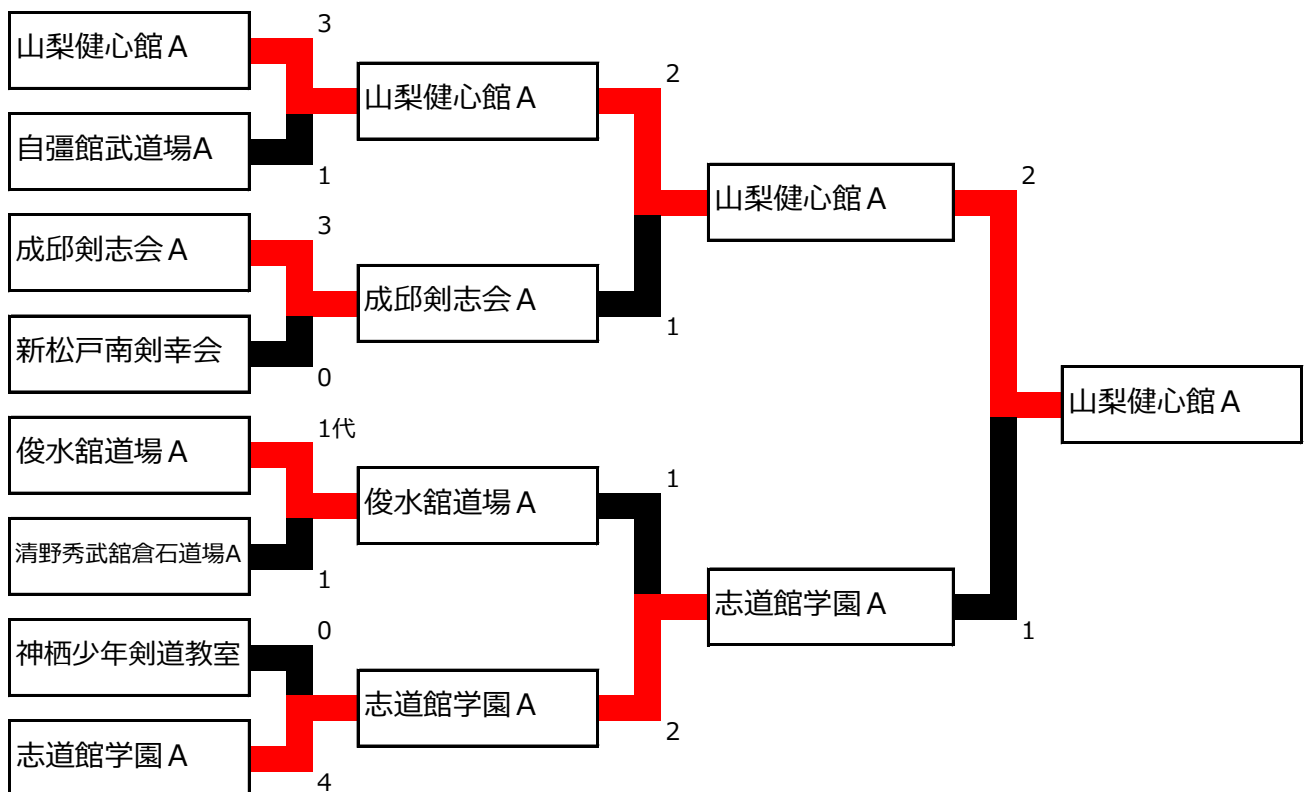 3
山梨健心館Ａ
自彊館武道場A
1
3
成邱剣志会Ａ
新松戸南剣幸会
0
1代
俊水舘道場Ａ
清野秀武舘倉石道場A
1
0
神栖少年剣道教室
志道館学園Ａ
4
2
山梨健心館Ａ
成邱剣志会Ａ
1
1
俊水舘道場Ａ
志道館学園Ａ
2
2
山梨健心館Ａ
志道館学園Ａ
1
山梨健心館Ａ